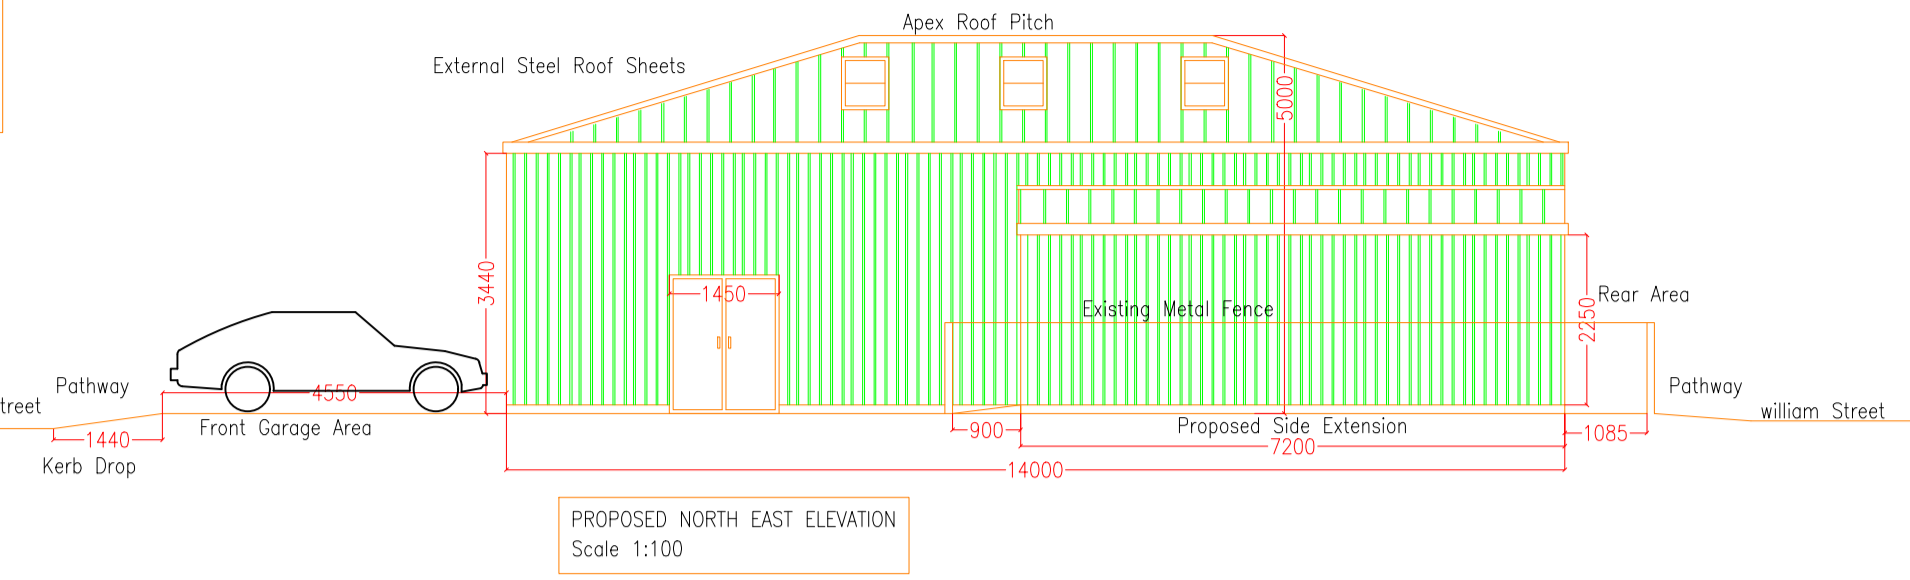 Apex Roof Pitch
External Steel Roof Sheets
5000
3440
1450
Existing Metal Fence
Rear Area
2250
Pathway
4550
treet
Front Garage Area
1440
Kerb Drop
Pathway
william Street
Proposed Side Extension
900
7200
1085
14000
PROPOSED NORTH EAST ELEVATION
Scale 1:100